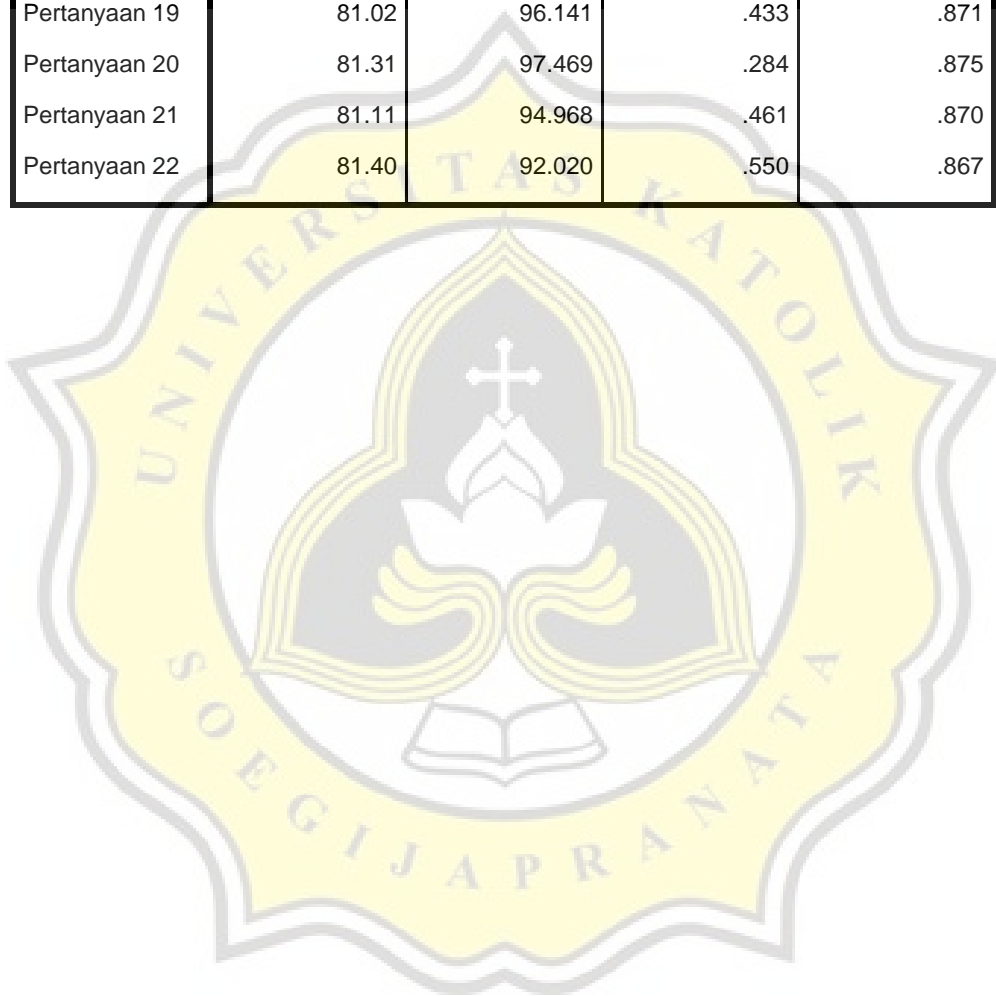 Pertanyaan 19 81.02 96.141 .433 .871
Pertanyaan 20 81.31 97.469 .284 .875
Pertanyaan 21 81.11 94.968 .461 .870
Pertanyaan 22 81.40 92.020 .550 .867
UNIVERSITAS KATOLIK
SOEGIJAPRANATA